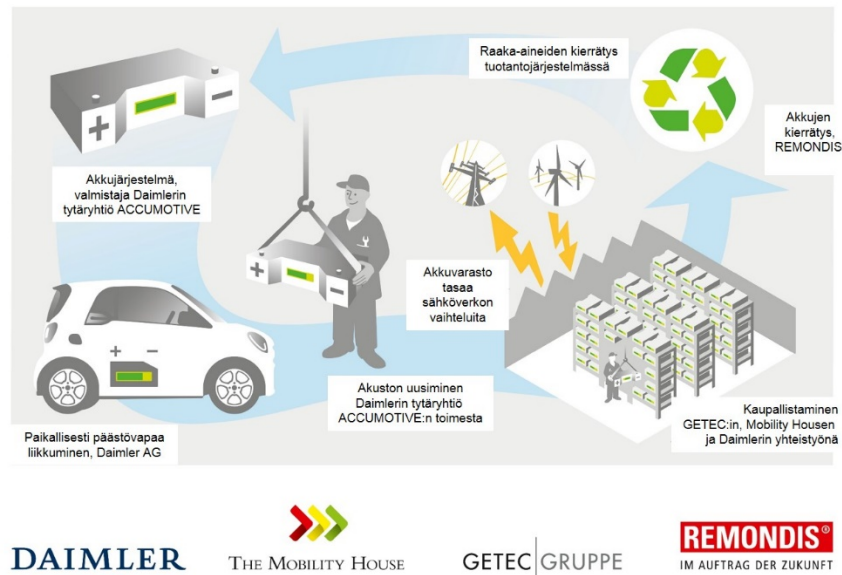 Raaka-aineiden kierrätys
tuotantojärjestelmässä
Akkujen
kierrätys,
REMONDIS
Akkujärjestelmä,
valmistaja Daimlerin
tytäryhtiö ACCUMOTIVE
Akkuvarasto
tasaa
sähköverkon
vaihteluita
Akuston uusiminen
Daimlerin tytäryhtiö
ACCUMOTIVE:n toimesta
Kaupallistaminen
GETEC:in, Mobility Housen
ja Daimlerin yhteistyönä
Paikallisesti päästövapaa
liikkuminen, Daimler AG
DAIMLER
THE MOBILITY HOUSE
GETEC GRUPPE
REMONDIS®
IM AUFTRAG DER ZUKUNFT